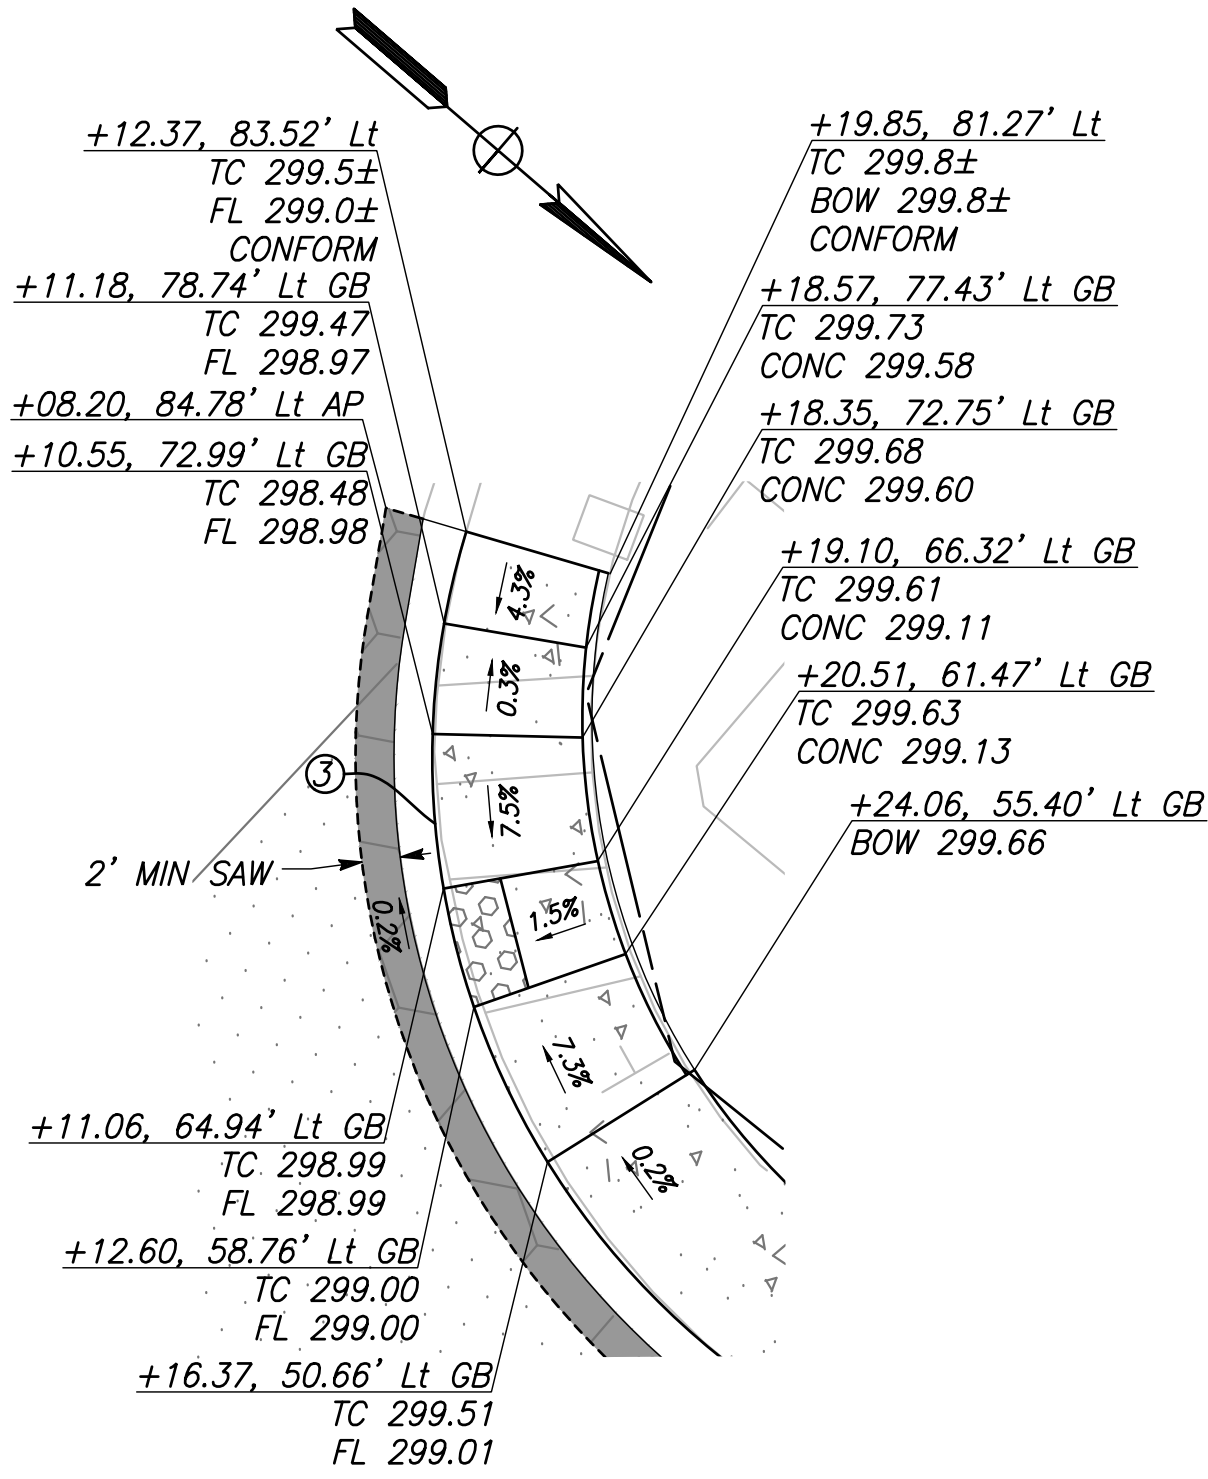 +12.37, 83.52’ Lt
TC 299.5±
FL 299.0±
CONFORM
+11.18, 78.74’ Lt GB
TC 299.47
FL 298.97
+08.20, 84.78’ Lt AP
+10.55, 72.99’ Lt GB
TC 298.48
FL 298.98
+19.85, 81.27’ Lt
TC 299.8±
BOW 299.8±
CONFORM
+18.57, 77.43’ Lt GB
TC 299.73
CONC 299.58
+18.35, 72.75’ Lt GB
TC 299.68
CONC 299.60
+19.10, 66.32’ Lt GB
TC 299.61
CONC 299.11
+20.51, 61.47’ Lt GB
TC 299.63
CONC 299.13
+24.06, 55.40’ Lt GB
BOW 299.66
4.3%
0.3%
3
7.5%
2’ MIN SAW
0.2%
1.5%
7.3%
0.2%
+11.06, 64.94’ Lt GB
TC 298.99
FL 298.99
+12.60, 58.76’ Lt GB
TC 299.00
FL 299.00
+16.37, 50.66’ Lt GB
TC 299.51
FL 299.01